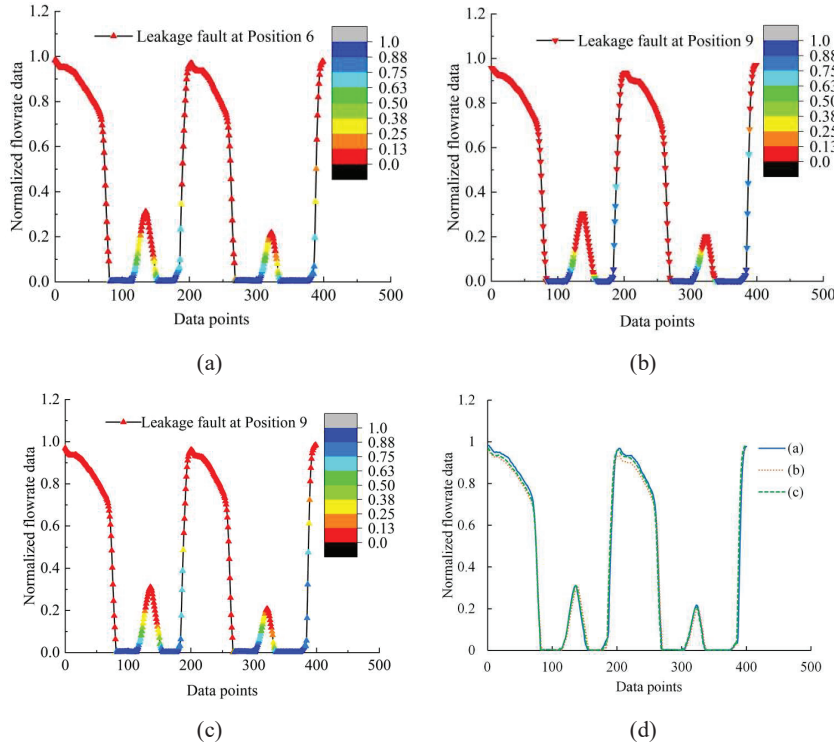 Leakage fault at Position 6
1.2
1.0
0.8
0.6
0.4
0.2
0.0
Normalized flowrate data
0 100 200 300 400 500
Data points
1.0
0.88
0.75
0.63
0.50
0.38
0.25
0.13
0.0
(a)
Leakage fault at Position 9
1.2
1.0
0.8
0.6
0.4
0.2
0.0
Normalized flowrate data
0 100 200 300 400 500
Data points
1.0
0.88
0.75
0.63
0.50
0.38
0.25
0.13
0.0
(b)
Leakage fault at Position 9
1.2
1.0
0.8
0.6
0.4
0.2
0.0
Normalized flowrate data
0 100 200 300 400 500
Data points
1.0
0.88
0.75
0.63
0.50
0.38
0.25
0.13
0.0
(c)
1.2
1
0.8
0.6
0.4
0.2
0
Normalized flowrate data
0 100 200 300 400 500
Data points
(a)
(b)
(c)
(d)